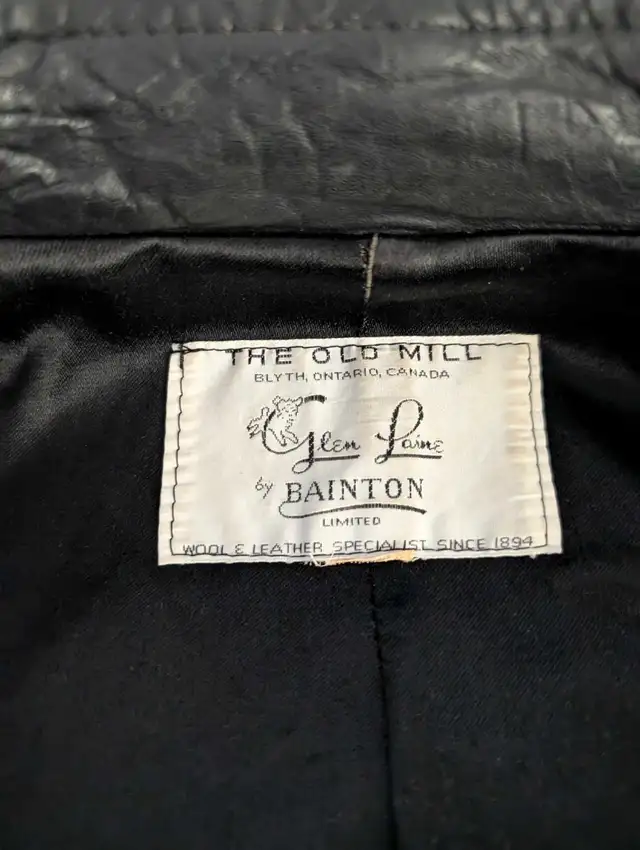 THE OLD MILL
BLYTH, ONTARIO, CANADA
Glen Laine
by BAINTON
LIMITED
WOOL & LEATHER SPECIALIST SINCE 1894